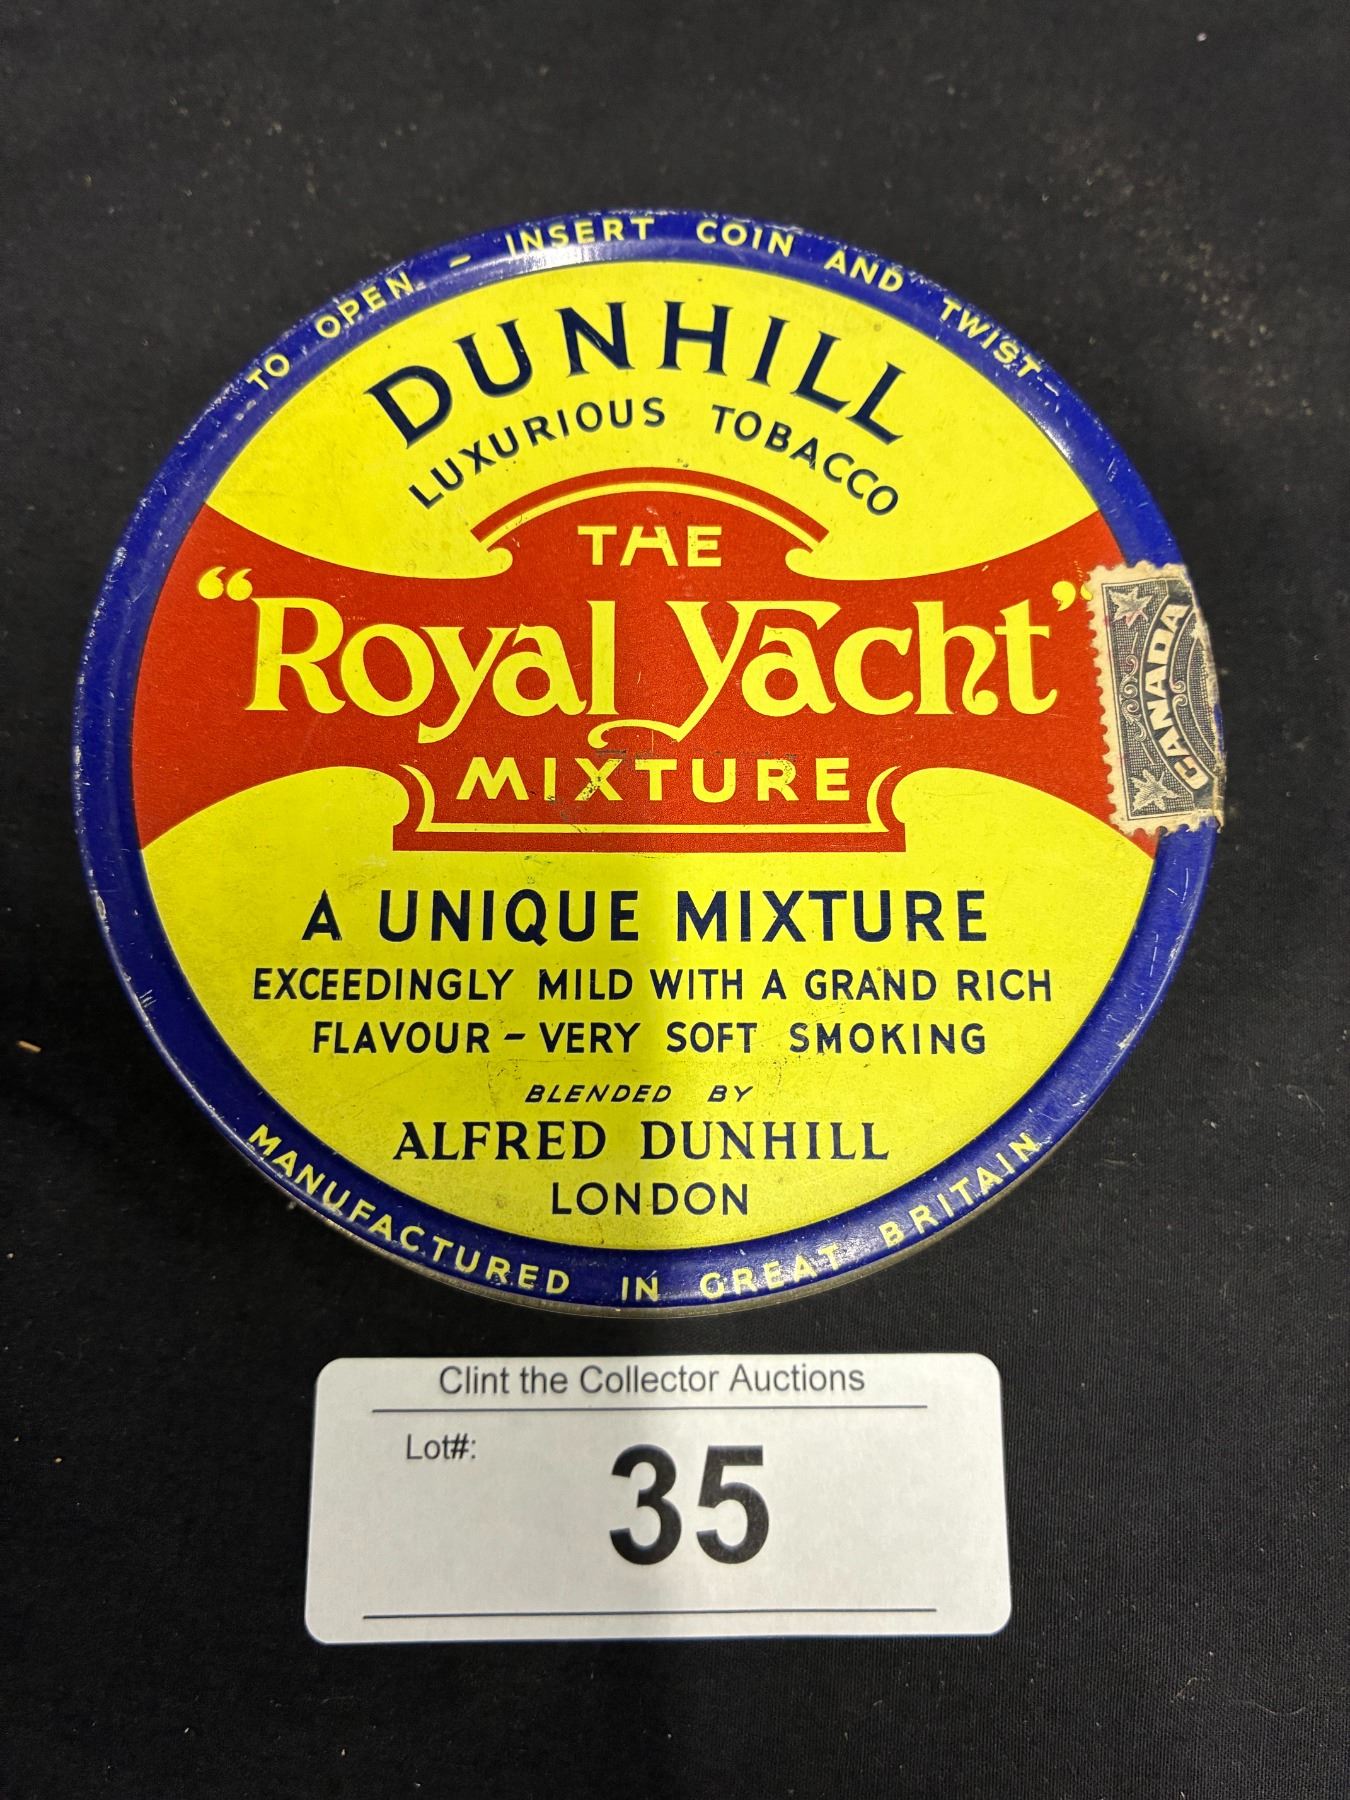 TO OPEN - INSERT COIN AND TWIST -
DUNHILL
LUXURIOUS TOBACCO
THE
"Royal Yacht"
MIXTURE
CANADA
A UNIQUE MIXTURE
EXCEEDINGLY MILD WITH A GRAND RICH
FLAVOUR - VERY SOFT SMOKING
BLENDED BY
ALFRED DUNHILL
LONDON
MANUFACTURED IN GREAT BRITAIN
Clint the Collector Auctions
Lot#: 35